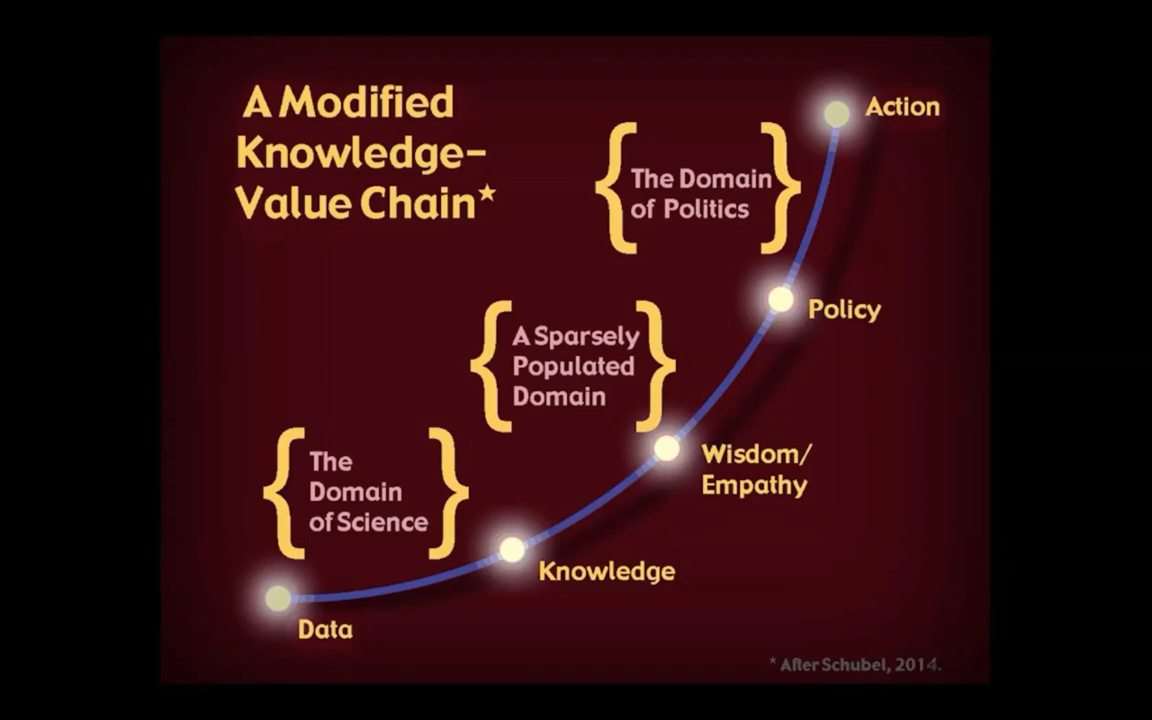 A Modified
Knowledge-
Value Chain*
Action
The Domain
of Politics
Policy
A Sparsely
Populated
Domain
Wisdom/
Empathy
The
Domain
of Science
Knowledge
Data
* After Schubel, 2014.